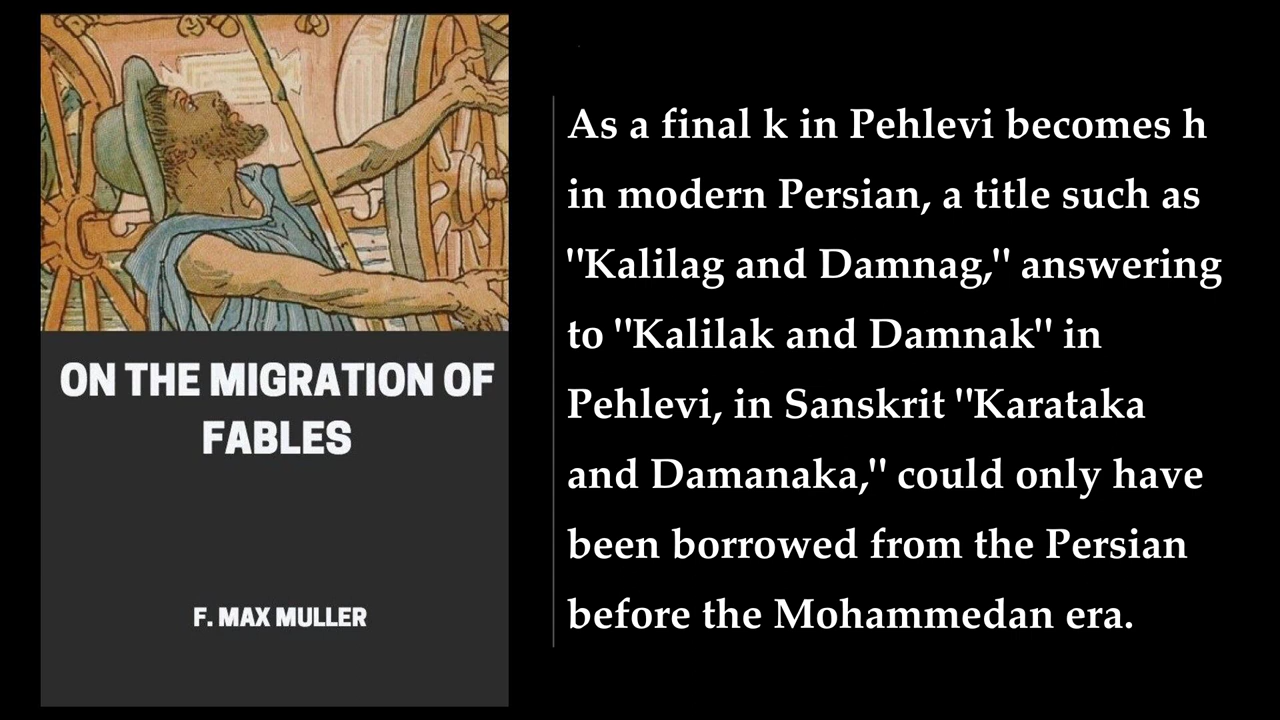 ON THE MIGRATION OF
FABLES
F. MAX MULLER
As a final k in Pehlevi becomes h
in modern Persian, a title such as
"Kalilag and Damnag," answering
to "Kalilak and Damnak" in
Pehlevi, in Sanskrit "Karataka
and Damanaka," could only have
been borrowed from the Persian
before the Mohammedan era.